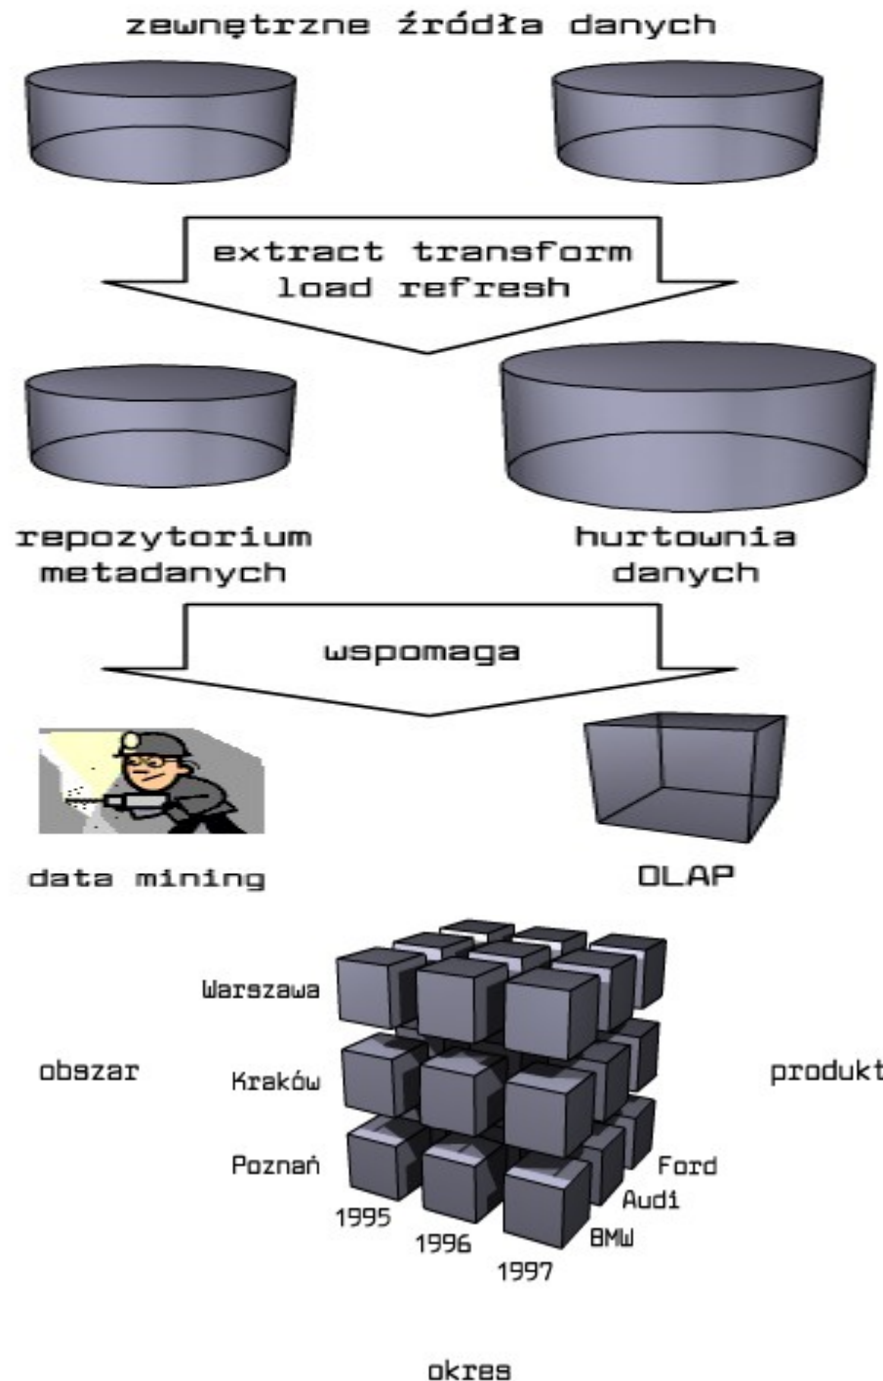 zewnętrzne źródła danych
extract transform
load refresh
repozytorium
metadanych
hurtownia
danych
wspomaga
data mining
OLAP
Warszawa
obszar
Kraków
produkt
Poznań
Ford
Audi
BMW
1995
1996
1997
okres